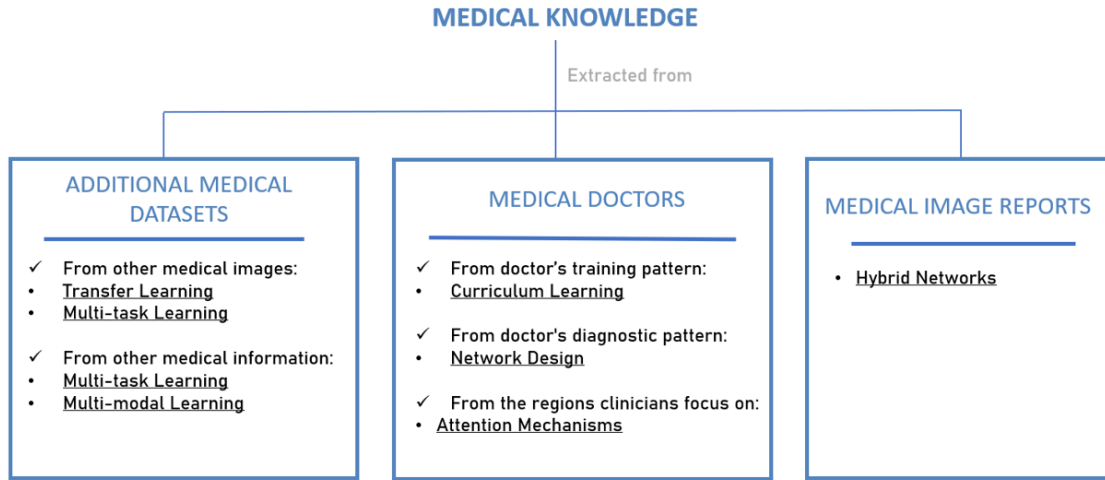 MEDICAL KNOWLEDGE
Extracted from
ADDITIONAL MEDICAL
DATASETS
✓ From other medical images:
• Transfer Learning
• Multi-task Learning
✓ From other medical information:
• Multi-task Learning
• Multi-modal Learning
MEDICAL DOCTORS
✓ From doctor’s training pattern:
• Curriculum Learning
✓ From doctor's diagnostic pattern:
• Network Design
✓ From the regions clinicians focus on:
• Attention Mechanisms
MEDICAL IMAGE REPORTS
• Hybrid Networks